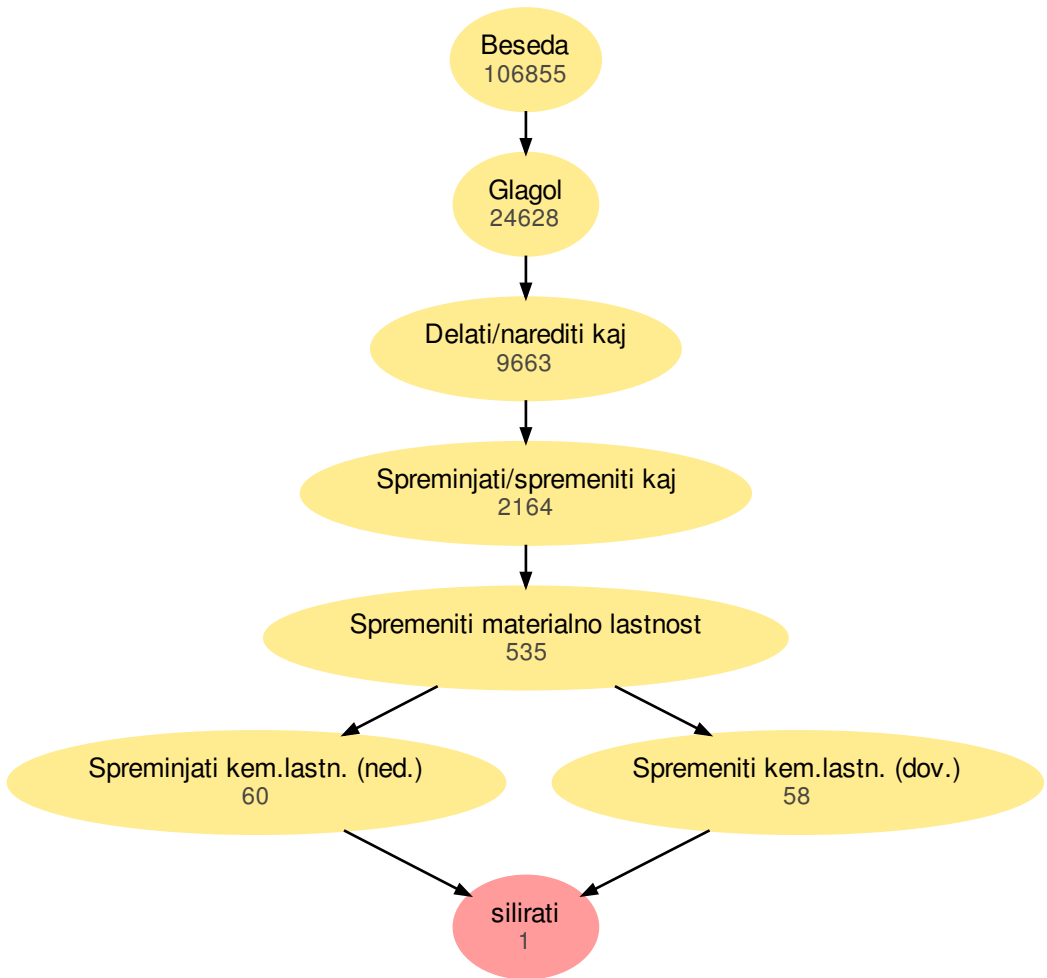 Beseda
106855
Glagol
24628
Delati/narediti kaj
9663
Spreminjati/spremeniti kaj
2164
Spremeniti materialno lastnost
535
Spreminjati kem.lastn. (ned.)
60
Spremeniti kem.lastn. (dov.)
58
silirati
1